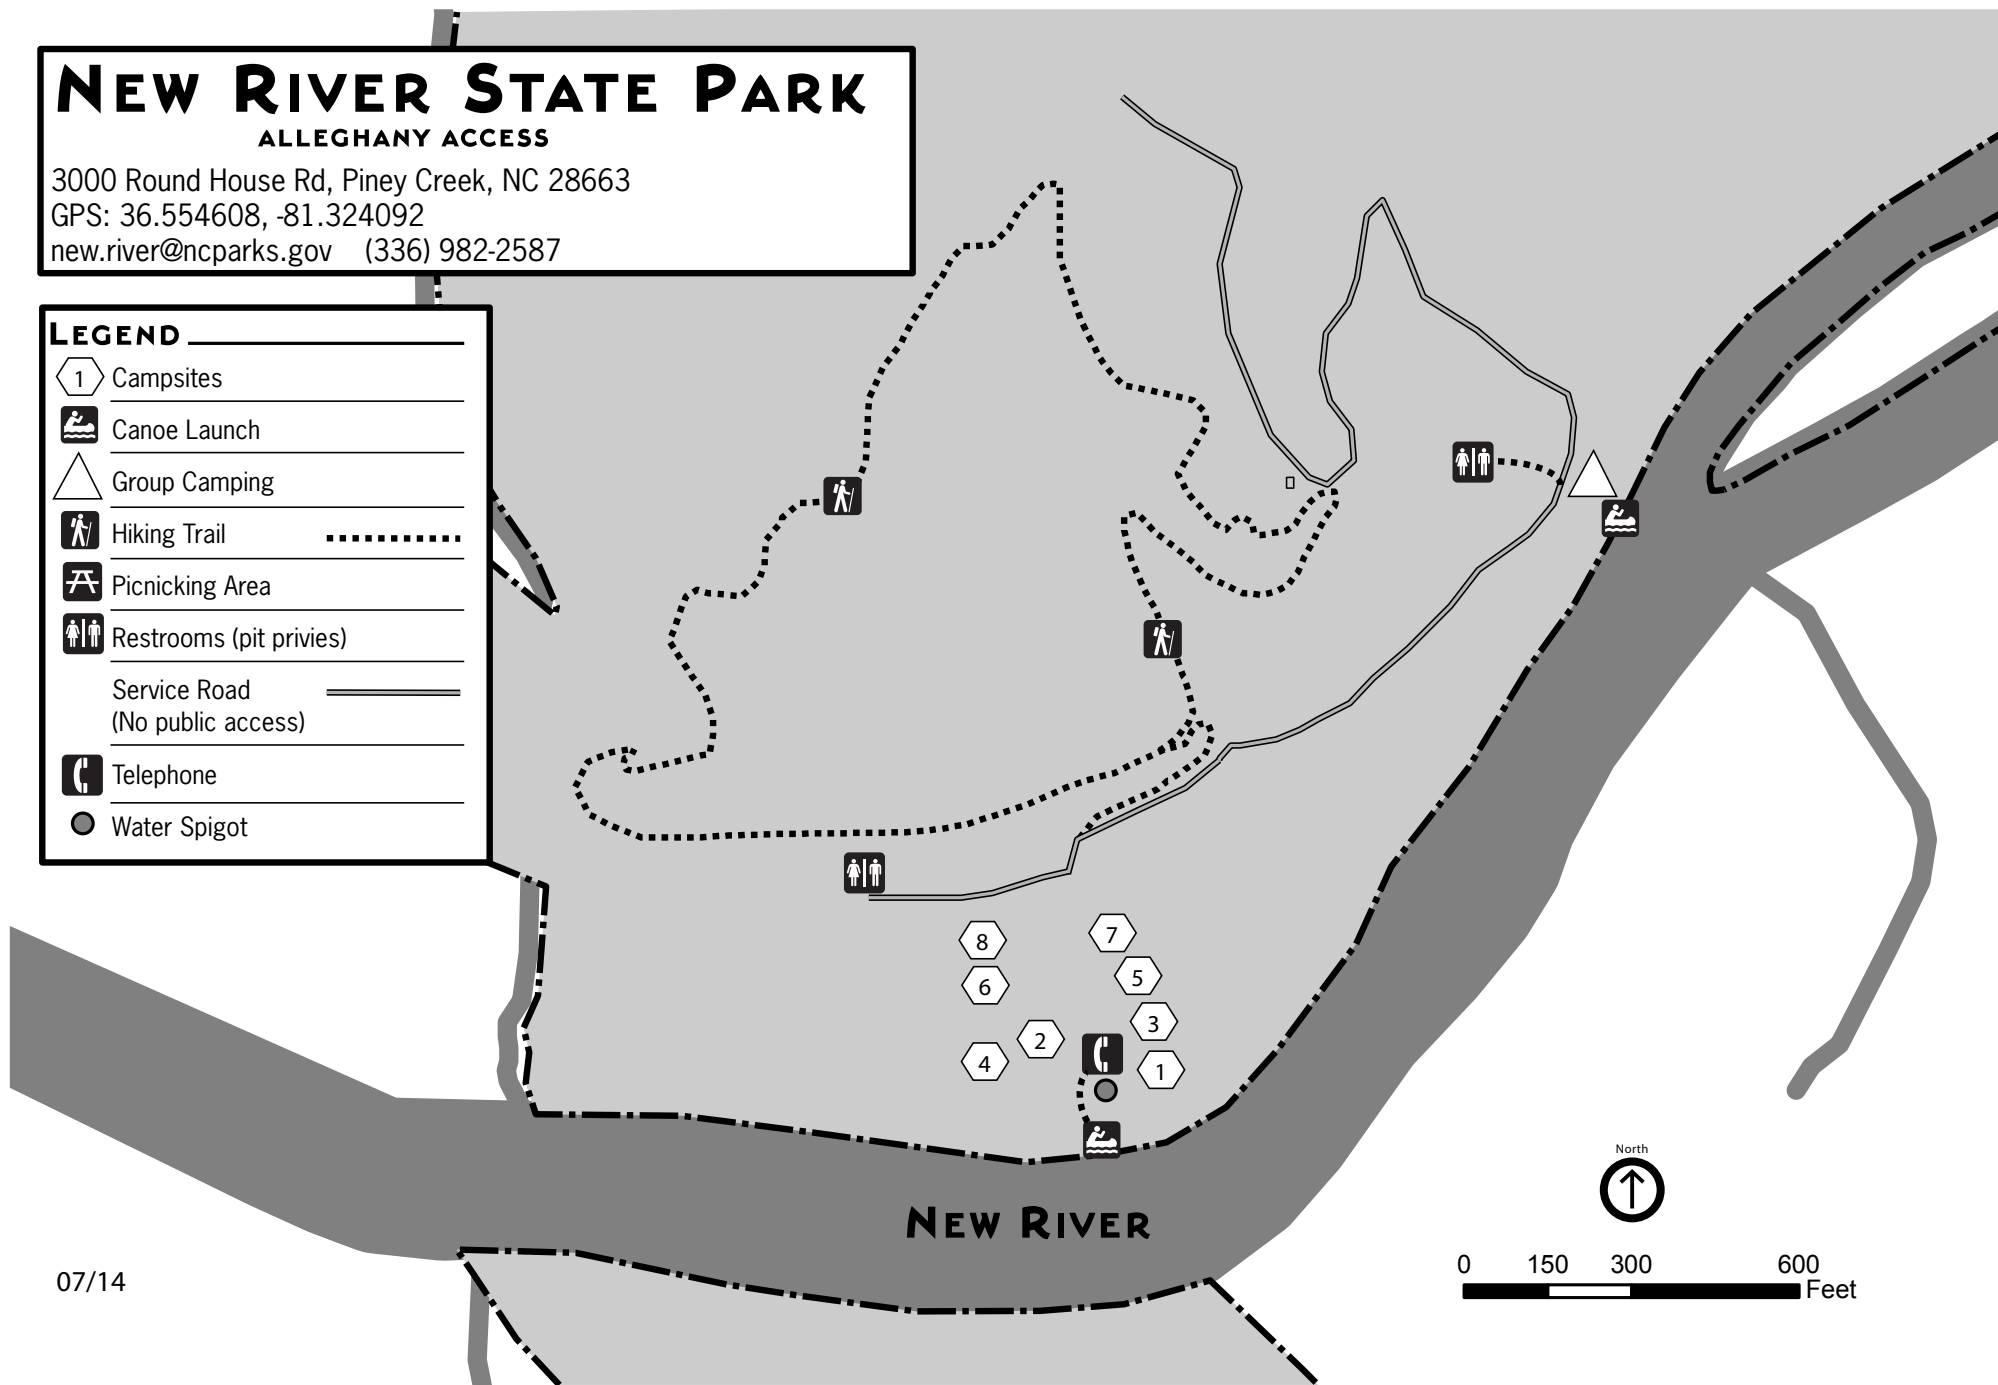 NEW RIVER STATE PARK
ALLEGHANY ACCESS
3000 Round House Rd, Piney Creek, NC 28663
GPS: 36.554608, -81.324092
new.river@ncparks.gov (336) 982-2587
LEGEND
1 Campsites
Canoe Launch
Group Camping
Hiking Trail
Picnicking Area
Restrooms (pit privies)
Service Road
(No public access)
Telephone
Water Spigot
8
7
6
5
3
2
4
1
NEW RIVER
North
0 150 300 600
Feet
07/14